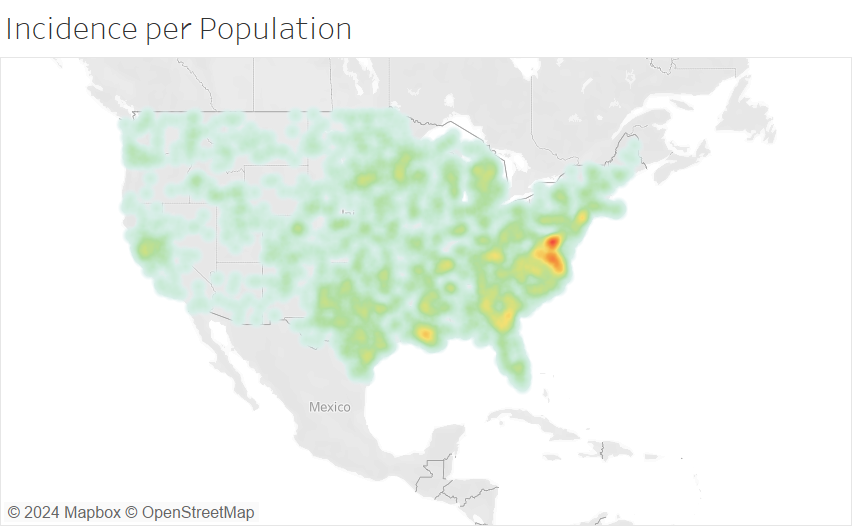 Incidence per Population
Mexico
© 2024 Mapbox © OpenStreetMap